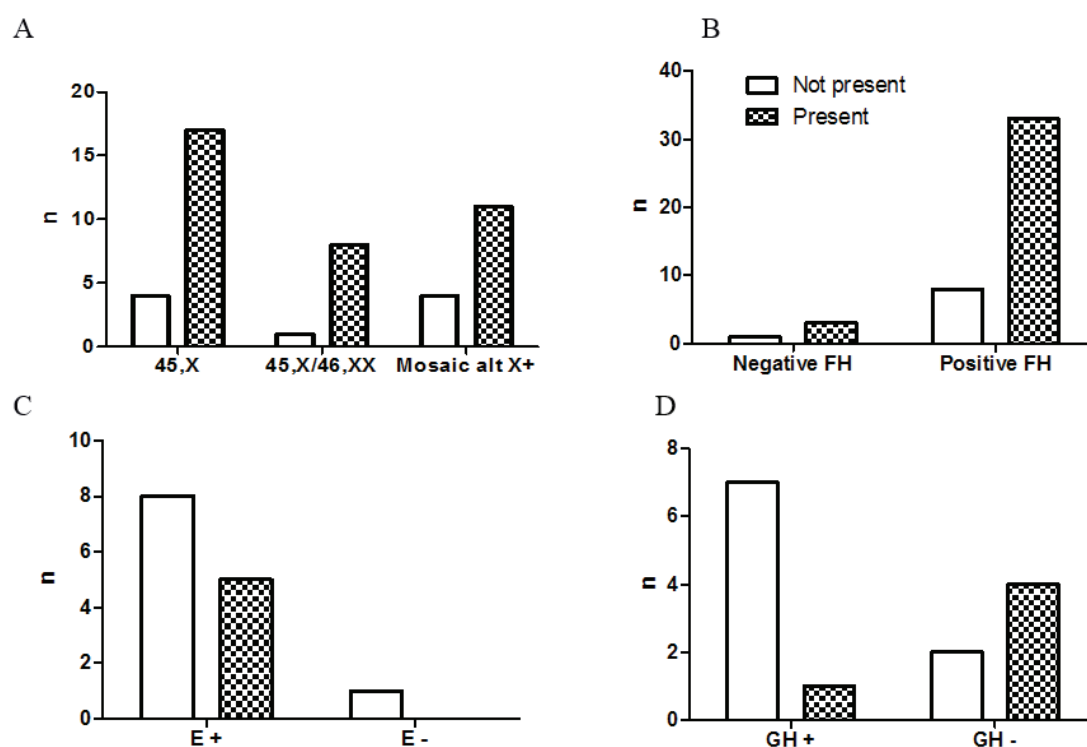 A
n
20
15
10
5
0
45,X 45,X/46,XX Mosaic alt X+
B
n
40
30
20
10
0
Not present
Present
Negative FH Positive FH
C
n
10
8
6
4
2
0
E + E -
D
n
8
6
4
2
0
GH + GH -